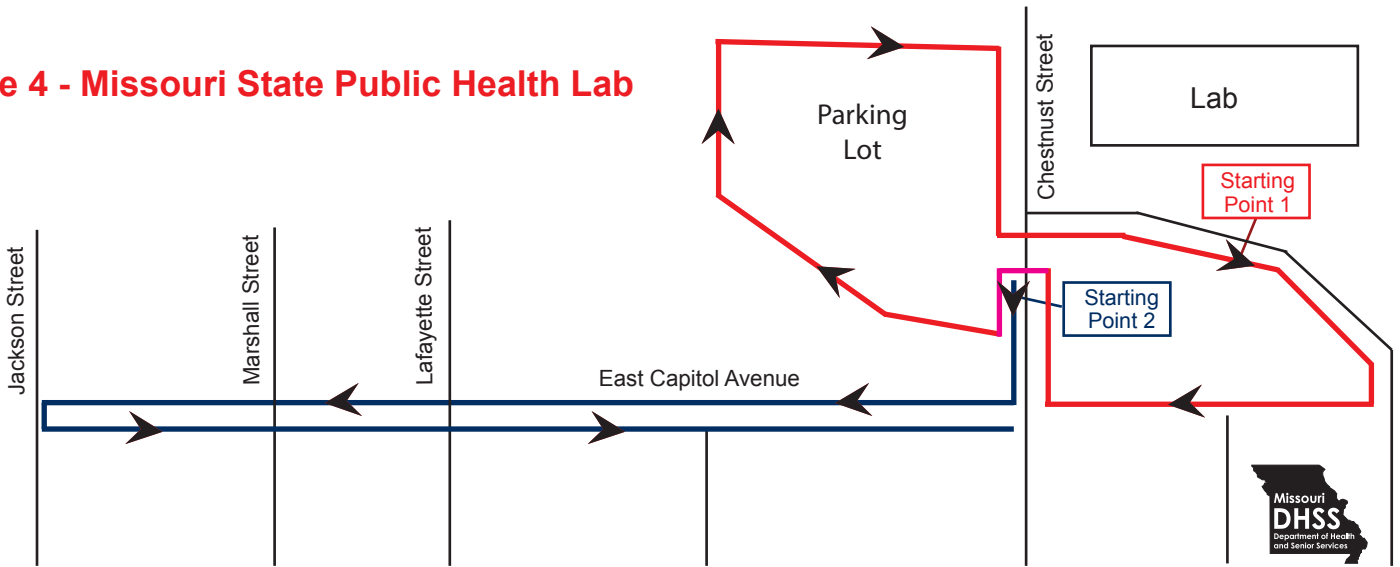 e 4 - Missouri State Public Health Lab
Parking
Lot
Chestnust Street
Lab
Starting
Point 1
Jackson Street
Marshall Street
Lafayette Street
Starting
Point 2
East Capitol Avenue
Missouri
DHSS
Department of Health
and Senior Services